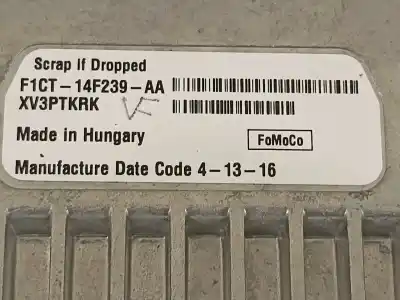 Scrap If Dropped
F1CT-14F239-AA
XV3PTKRK
Made in Hungary FoMoCo
Manufacture Date Code 4-13-16